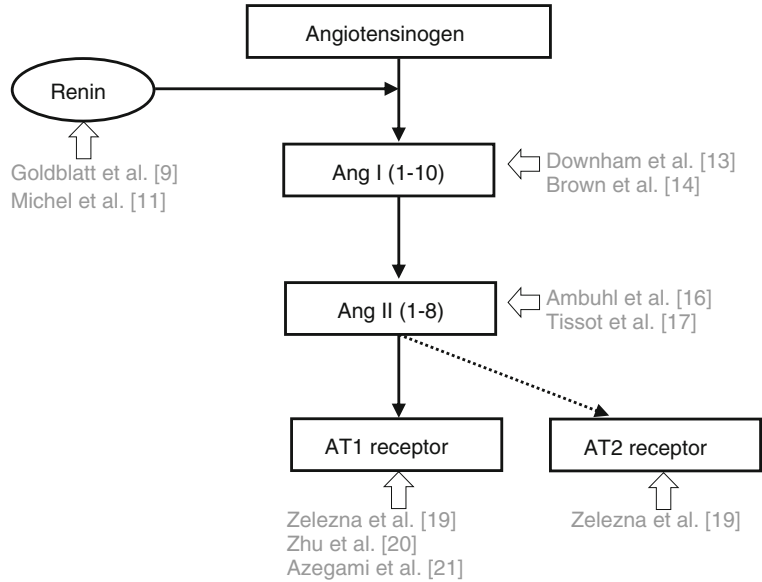 Angiotensinogen
Renin
Goldblatt et al. [9]
Michel et al. [11]
Ang I (1-10)
Downham et al. [13]
Brown et al. [14]
Ang II (1-8)
Ambuhl et al. [16]
Tissot et al. [17]
AT1 receptor
AT2 receptor
Zelezna et al. [19]
Zhu et al. [20]
Azegami et al. [21]
Zelezna et al. [19]